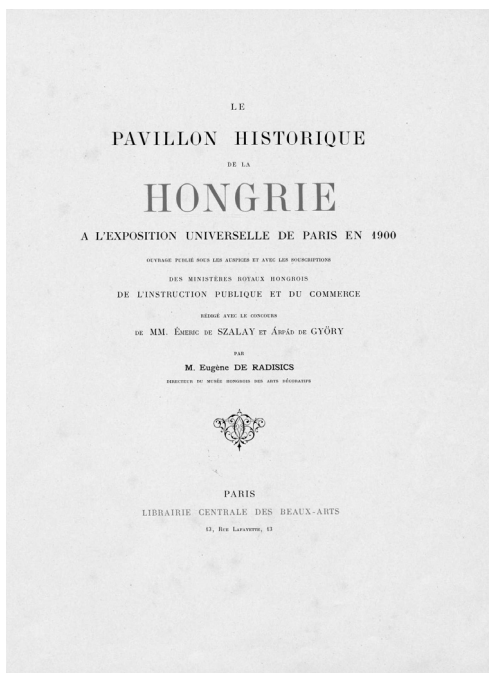 LE
PAVILLON HISTORIQUE
DE LA
HONGRIE
A L'EXPOSITION UNIVERSELLE DE PARIS EN 1900
OUVRAGE PUBLIÉ SOUS LES AUSPICES ET AVEC LES SOUSCRIPTIONS
DES MINISTÈRES ROYAUX HONGROIS
DE L'INSTRUCTION PUBLIQUE ET DU COMMERCE
RÉDIGÉ AVEC LE CONCOURS
DE MM. ÉMERIC DE SZALAY ET ÁRPÁD DE GYÖRY
PAR
M. Eugène DE RADISICS
DIRECTEUR DU MUSÉE HONGROIS DES ARTS DÉCORATIFS
PARIS
LIBRAIRIE CENTRALE DES BEAUX-ARTS
13, RUE LAFAYETTE, 13